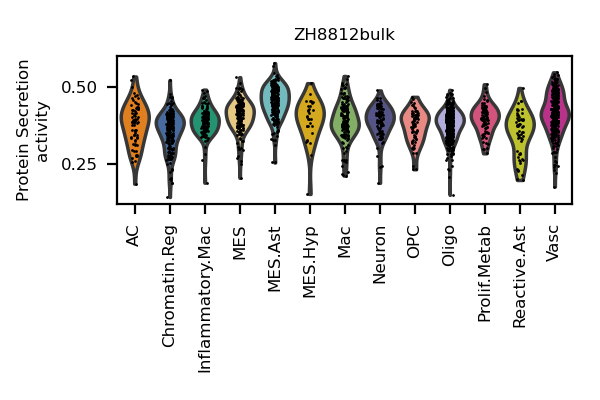 ZH8812bulk
Protein Secretion
activity
0.50
0.25
AC
Chromatin.Reg
Inflammatory.Mac
MES
MES.Ast
MES.Hyp
Mac
Neuron
OPC
Oligo
Prolif.Metab
Reactive.Ast
Vasc